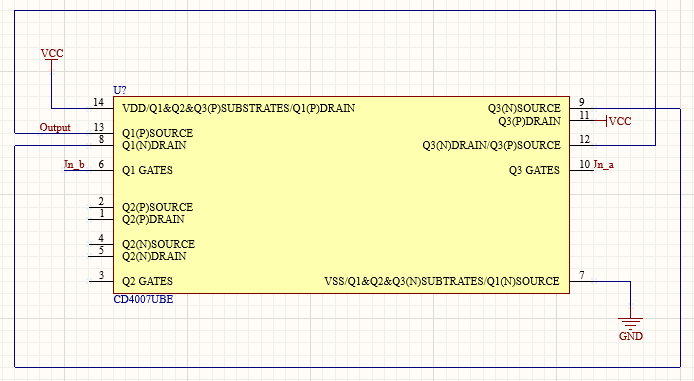 VCC
U?
14 VDD/Q1&Q2&Q3(P)SUBSTRATES/Q1(P)DRAIN Q3(N)SOURCE 9
Q3(P)DRAIN 11 VCC
Output 13 Q1(P)SOURCE
8 Q1(N)DRAIN Q3(N)DRAIN/Q3(P)SOURCE 12
In_b 6 Q1 GATES Q3 GATES 10 In_a
2 Q2(P)SOURCE
1 Q2(P)DRAIN
4 Q2(N)SOURCE
5 Q2(N)DRAIN
3 Q2 GATES VSS/Q1&Q2&Q3(N)SUBTRATES/Q1(N)SOURCE 7
CD4007UBE
GND